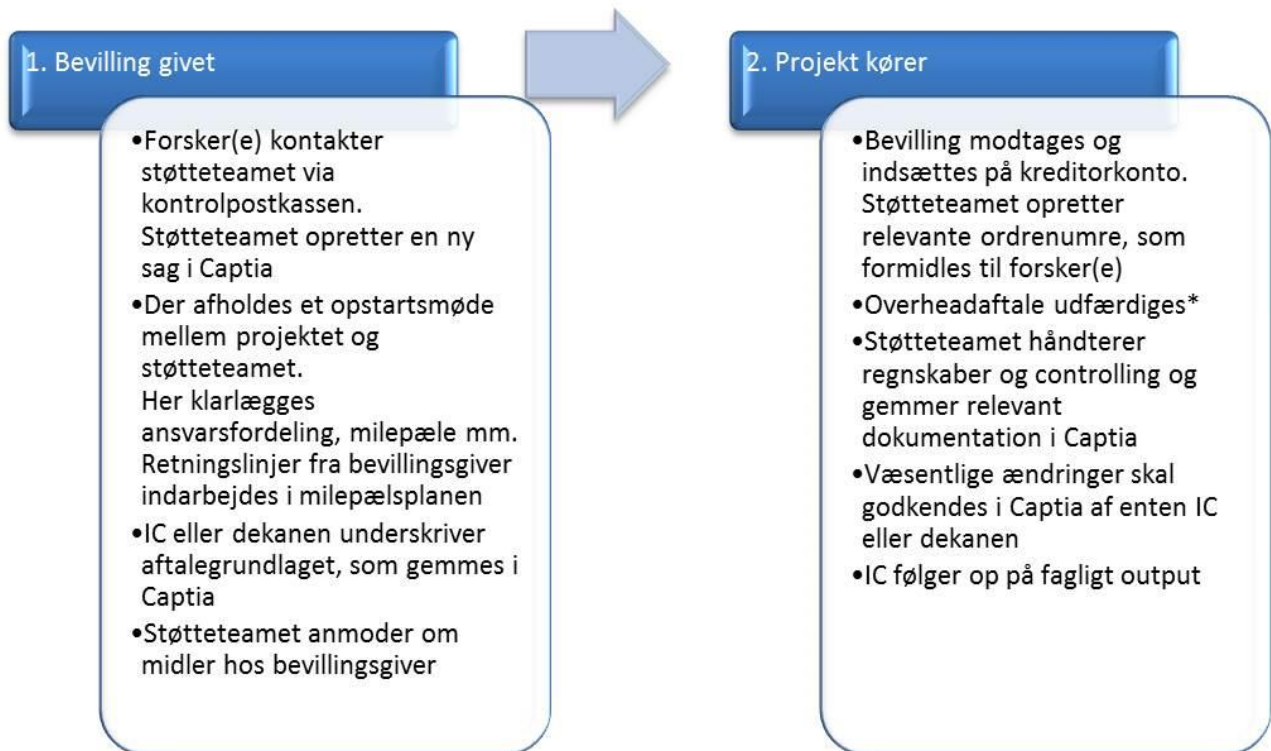 1. Bevilling givet
•Forsker(e) kontakter
støtteteamet via
kontrolpostkassen.
Støtteteamet opretter en ny
sag i Captia
•Der afholdes et opstartsmøde
mellem projektet og
støtteteamet.
Her klarlægges
ansvarsfordeling, milepæle mm.
Retningslinjer fra bevillingsgiver
indarbejdes i milepælsplanen
•IC eller dekanen underskriver
aftalegrundlaget, som gemmes i
Captia
•Støtteteamet anmoder om
midler hos bevillingsgiver
2. Projekt kører
•Bevilling modtages og
indsættes på kreditorkonto.
Støtteteamet opretter
relevante ordrenumre, som
formidles til forsker(e)
•Overheadaftale udfærdiges*
•Støtteteamet håndterer
regnskaber og controlling og
gemmer relevant
dokumentation i Captia
•Væsentlige ændringer skal
godkendes i Captia af enten IC
eller dekanen
•IC følger op på fagligt output